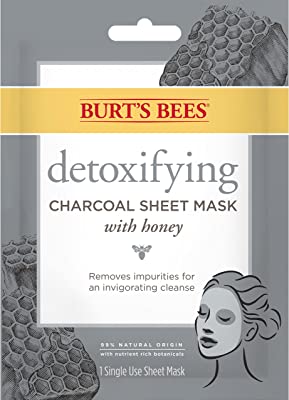 BURT'S BEES®
detoxifying
CHARCOAL SHEET MASK
with honey
Removes impurities for
an invigorating cleanse
99% NATURAL ORIGIN
with nutrient rich botanicals
1 Single Use Sheet Mask